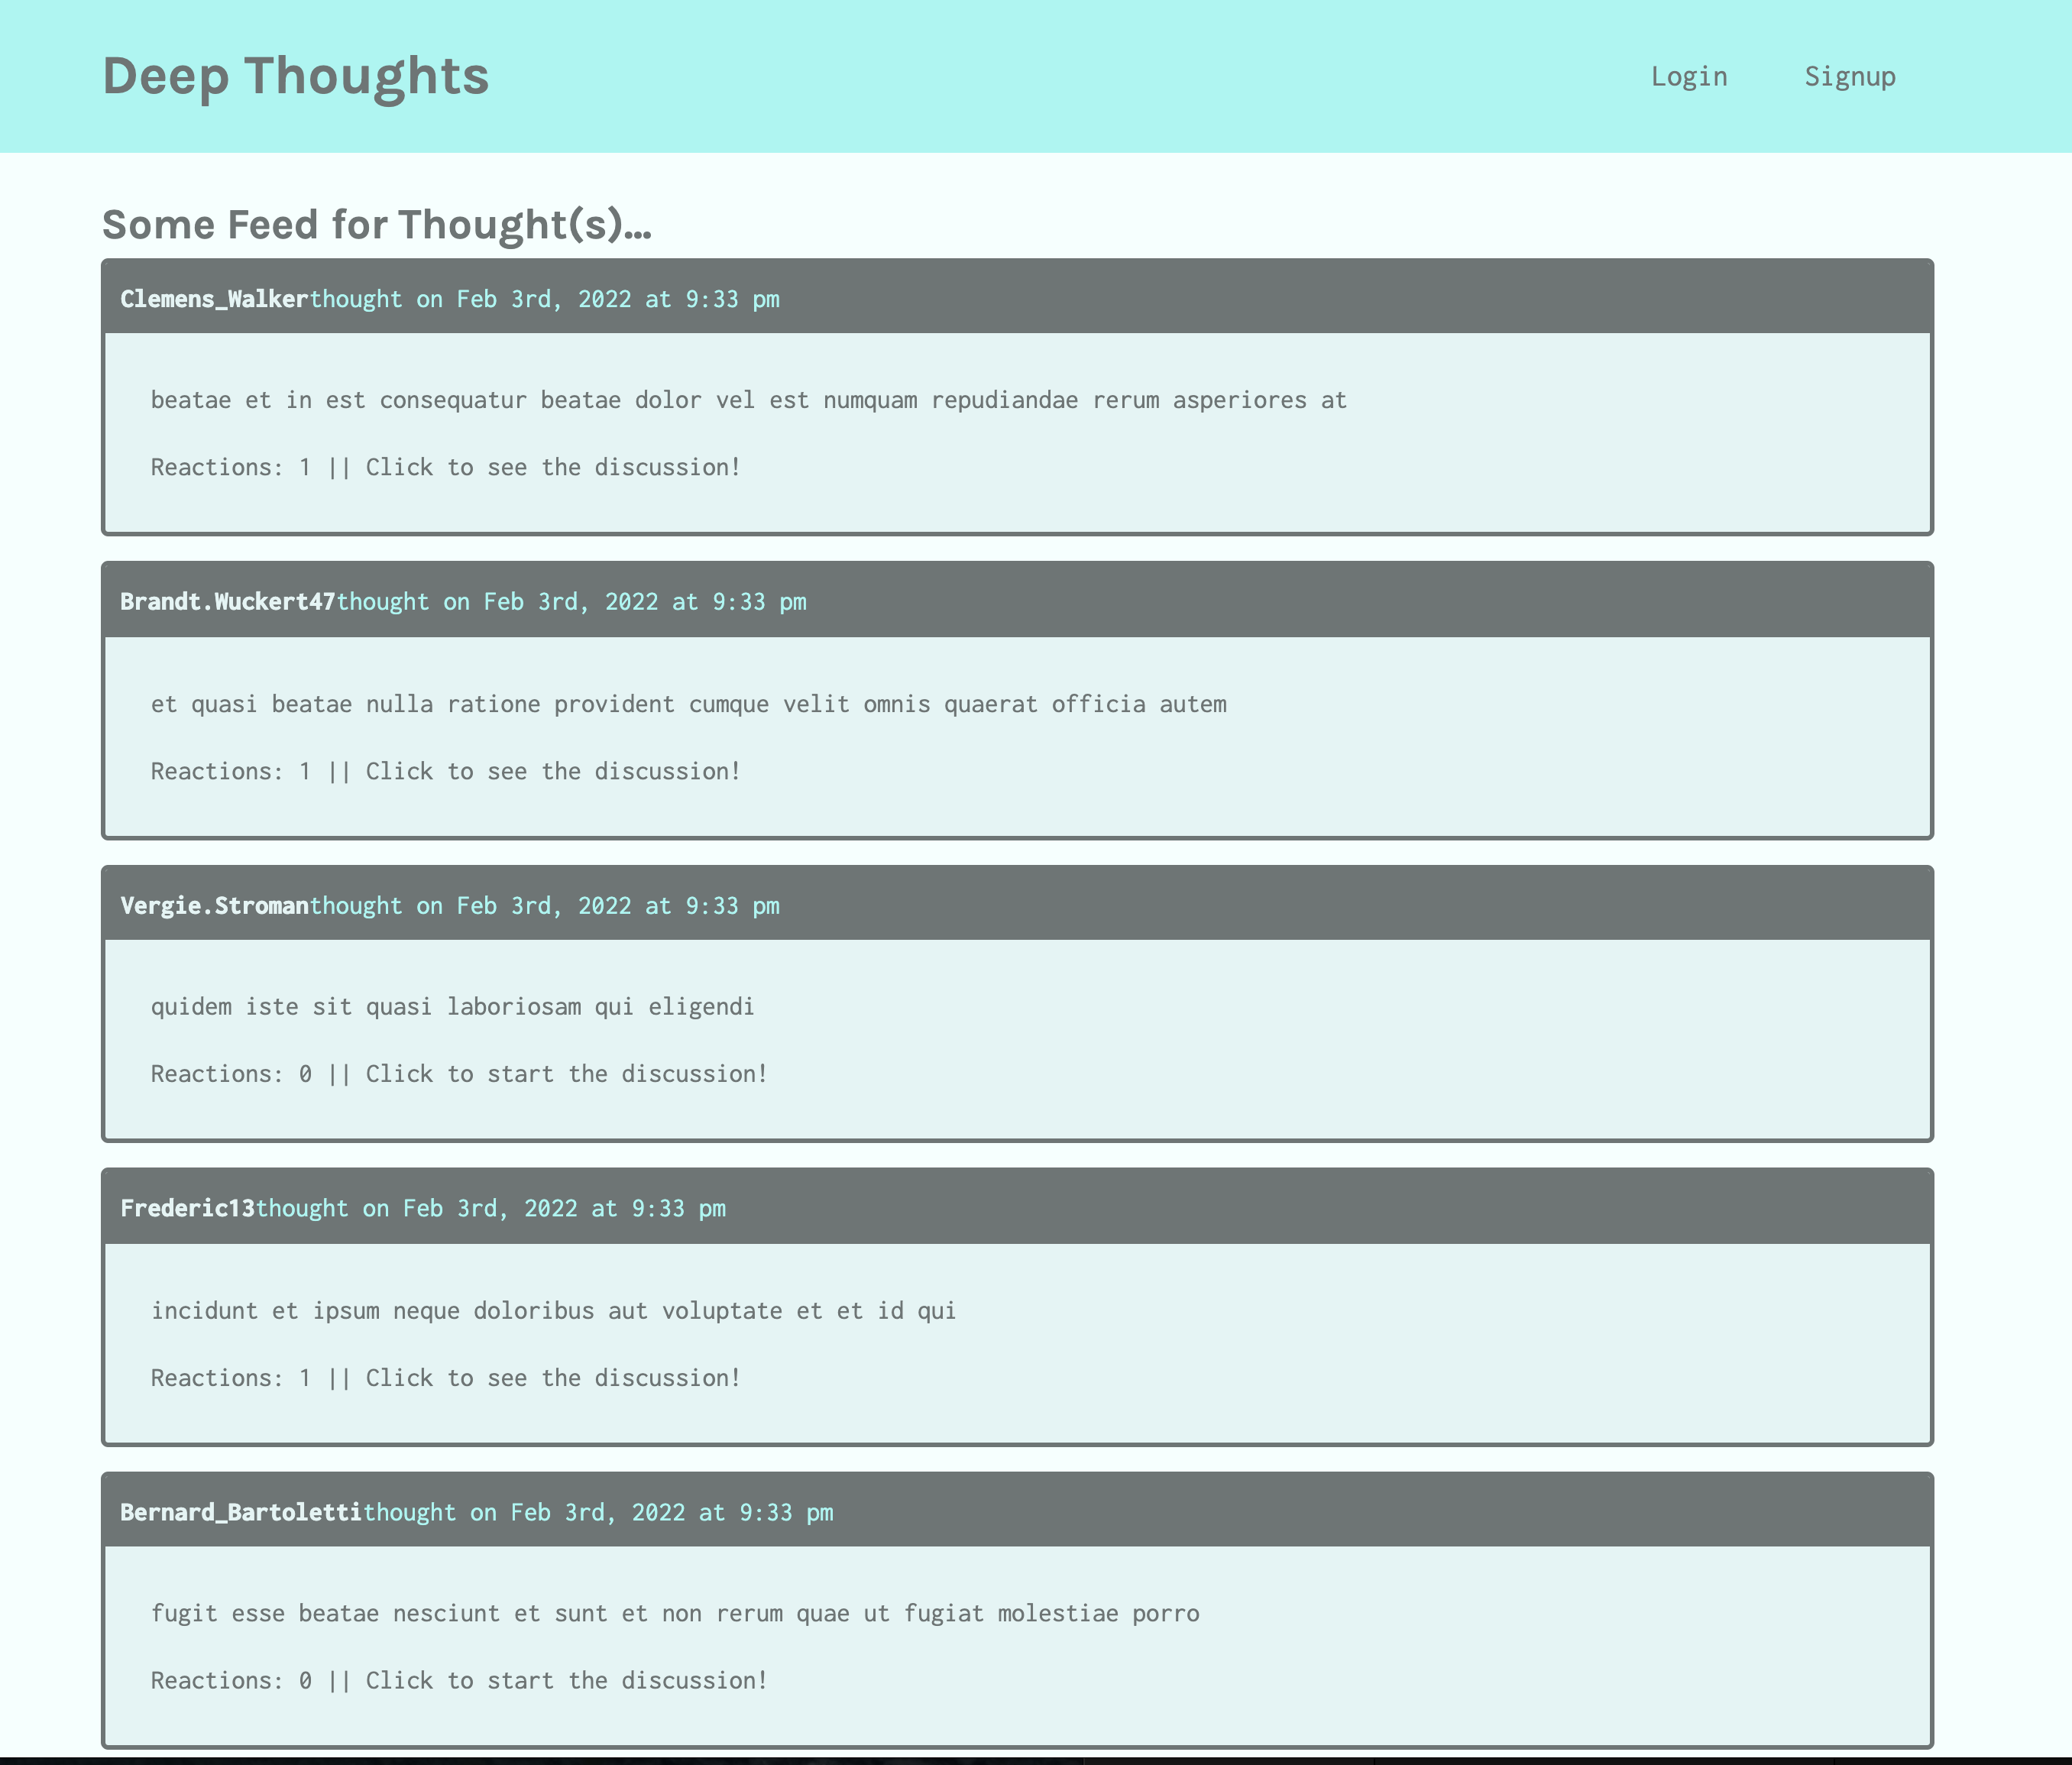 Deep Thoughts
Login Signup
Some Feed for Thought(s)...
Clemens_Walkerthought on Feb 3rd, 2022 at 9:33 pm
beatae et in est consequatur beatae dolor vel est numquam repudiandae rerum asperiores at
Reactions: 1 || Click to see the discussion!
Brandt.Wuckert47thought on Feb 3rd, 2022 at 9:33 pm
et quasi beatae nulla ratione provident cumque velit omnis quaerat officia autem
Reactions: 1 || Click to see the discussion!
Vergie.Stromanthought on Feb 3rd, 2022 at 9:33 pm
quidem iste sit quasi laboriosam qui eligendi
Reactions: 0 || Click to start the discussion!
Frederic13thought on Feb 3rd, 2022 at 9:33 pm
incidunt et ipsum neque doloribus aut voluptate et et id qui
Reactions: 1 || Click to see the discussion!
Bernard_Bartolettithought on Feb 3rd, 2022 at 9:33 pm
fugit esse beatae nesciunt et sunt et non rerum quae ut fugiat molestiae porro
Reactions: 0 || Click to start the discussion!